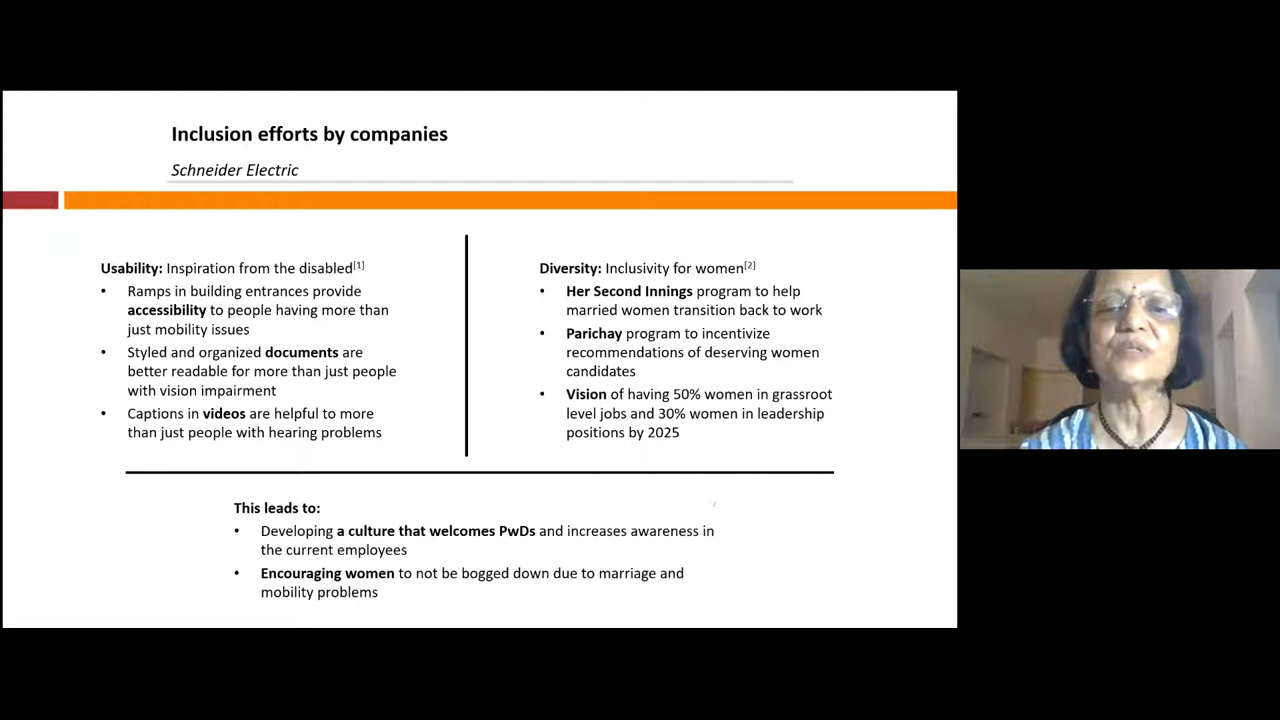 Inclusion efforts by companies
Schneider Electric
Usability: Inspiration from the disabled[1]
• Ramps in building entrances provide
accessibility to people having more than
just mobility issues
• Styled and organized documents are
better readable for more than just people
with vision impairment
• Captions in videos are helpful to more
than just people with hearing problems
Diversity: Inclusivity for women[2]
• Her Second Innings program to help
married women transition back to work
• Parichay program to incentivize
recommendations of deserving women
candidates
• Vision of having 50% women in grassroot
level jobs and 30% women in leadership
positions by 2025
This leads to:
• Developing a culture that welcomes PwDs and increases awareness in
the current employees
• Encouraging women to not be bogged down due to marriage and
mobility problems